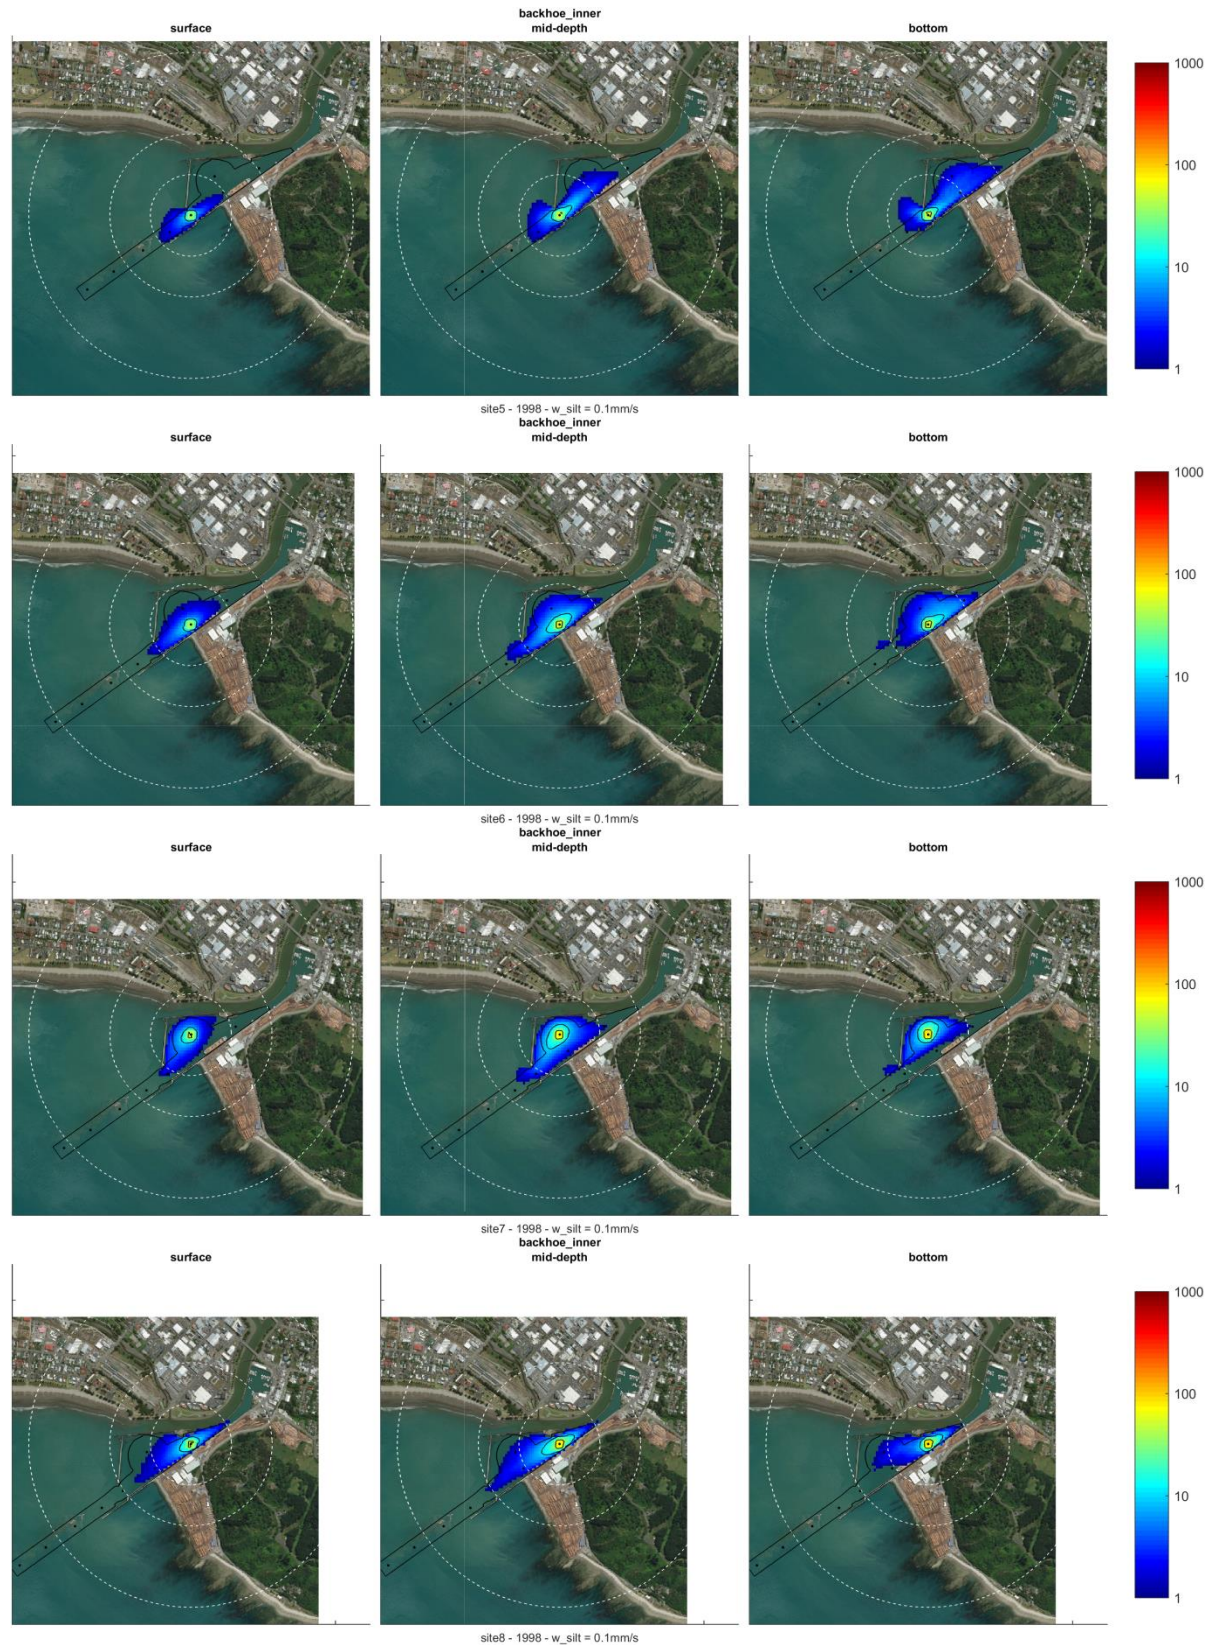 backhoe_inner
surface mid-depth bottom
1000
100
10
1
site5 - 1998 - w_silt = 0.1mm/s
backhoe_inner
surface mid-depth bottom
1000
100
10
1
site6 - 1998 - w_silt = 0.1mm/s
backhoe_inner
surface mid-depth bottom
1000
100
10
1
site7 - 1998 - w_silt = 0.1mm/s
backhoe_inner
surface mid-depth bottom
1000
100
10
1
site8 - 1998 - w_silt = 0.1mm/s